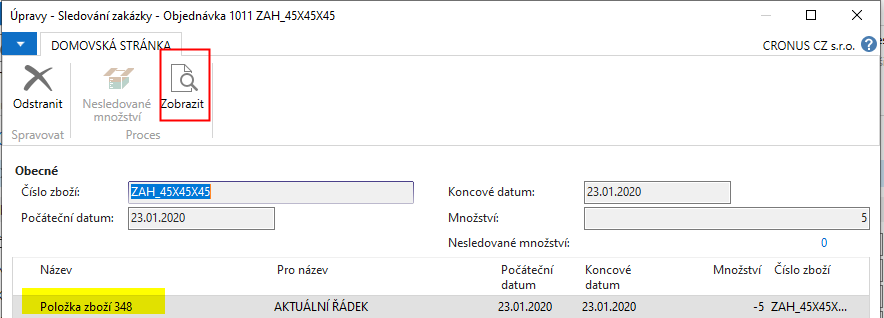 Úpravy - Sledování zakázky - Objednávka 1011 ZAH_45X45X45
DOMOVSKÁ STRÁNKA
CRONUS CZ s.r.o.
Odstranit
Nesledované množství
Zobrazit
Spravovat
Proces
Obecné
Číslo zboží: ZAH_45X45X45
Koncové datum: 23.01.2020
Počáteční datum: 23.01.2020
Množství: 5
Nesledované množství: 0
Název Pro název Počáteční datum Koncové datum Množství Číslo zboží
Položka zboží 348 AKTUÁLNÍ ŘÁDEK 23.01.2020 23.01.2020 -5 ZAH_45X45X...